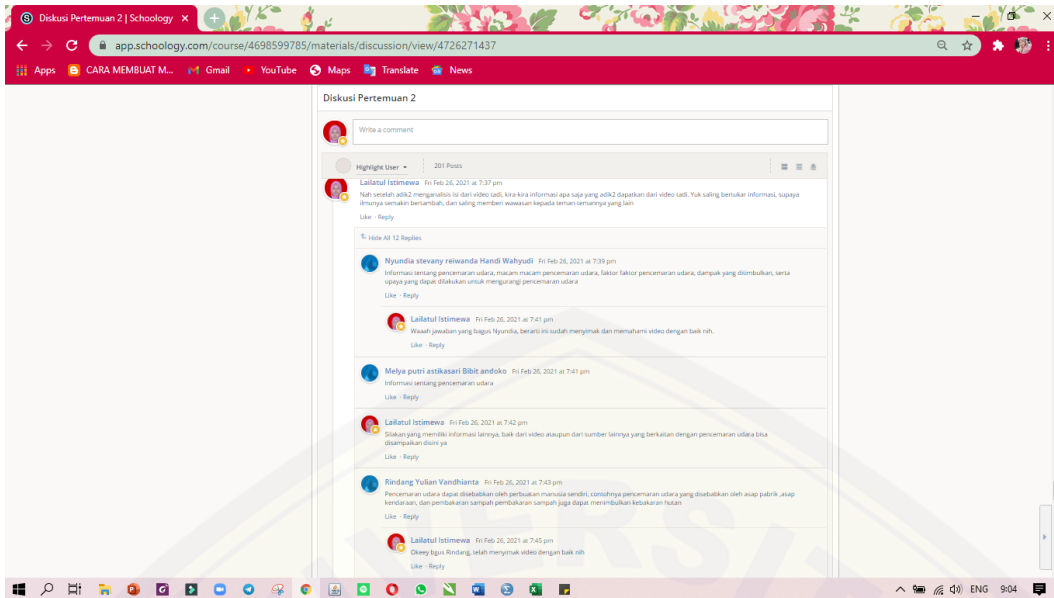 Diskusi Pertemuan 2 | Schoology
app.schoology.com/course/4698599785/materials/discussion/view/4726271437
Apps CARA MEMBUAT M... Gmail YouTube Maps Translate News
Diskusi Pertemuan 2
Write a comment
Highlight User 201 Posts
Lailatul Istimewa Fri Feb 26, 2021 at 7:37 pm
Nah setelah adik2 menganalisis isi dari video tadi, kira-kira informasi apa saja yang adik2 dapatkan dari video tadi. Yuk saling bertukar informasi, supaya
ilmunya semakin bertambah, dan saling memberi wawasan kepada teman-temannya yang lain
Like · Reply
Hide All 12 Replies
Nyundia stevany reiwanda Handi Wahyudi Fri Feb 26, 2021 at 7:39 pm
Informasi tentang pencemaran udara, macam macam pencemaran udara, faktor faktor pencemaran udara, dampak yang ditimbulkan, serta
upaya yang dapat dilakukan untuk mengurangi pencemaran udara
Like · Reply
Lailatul Istimewa Fri Feb 26, 2021 at 7:41 pm
Waaah jawaban yang bagus Nyundia, berarti ini sudah menyimak dan memahami video dengan baik nih.
Like · Reply
Melya putri astikasari Bibit andoko Fri Feb 26, 2021 at 7:41 pm
Informasi tentang pencemaran udara
Like · Reply
Lailatul Istimewa Fri Feb 26, 2021 at 7:42 pm
Silakan yang memiliki informasi lainnya, baik dari video ataupun dari sumber lainnya yang berkaitan dengan pencemaran udara bisa
disampaikan disini ya
Like · Reply
Rindang Yulian Vandhianta Fri Feb 26, 2021 at 7:43 pm
Pencemaran udara dapat disebabkan oleh perbuatan manusia sendiri, contohnya pencemaran udara yang disebabkan oleh asap pabrik ,asap
kendaraan, dan pembakaran sampah pembakaran sampah juga dapat menimbulkan kebakaran hutan
Like · Reply
Lailatul Istimewa Fri Feb 26, 2021 at 7:45 pm
Okeey bgus Rindang, telah menyimak video dengan baik nih
Like · Reply
ENG 9:04